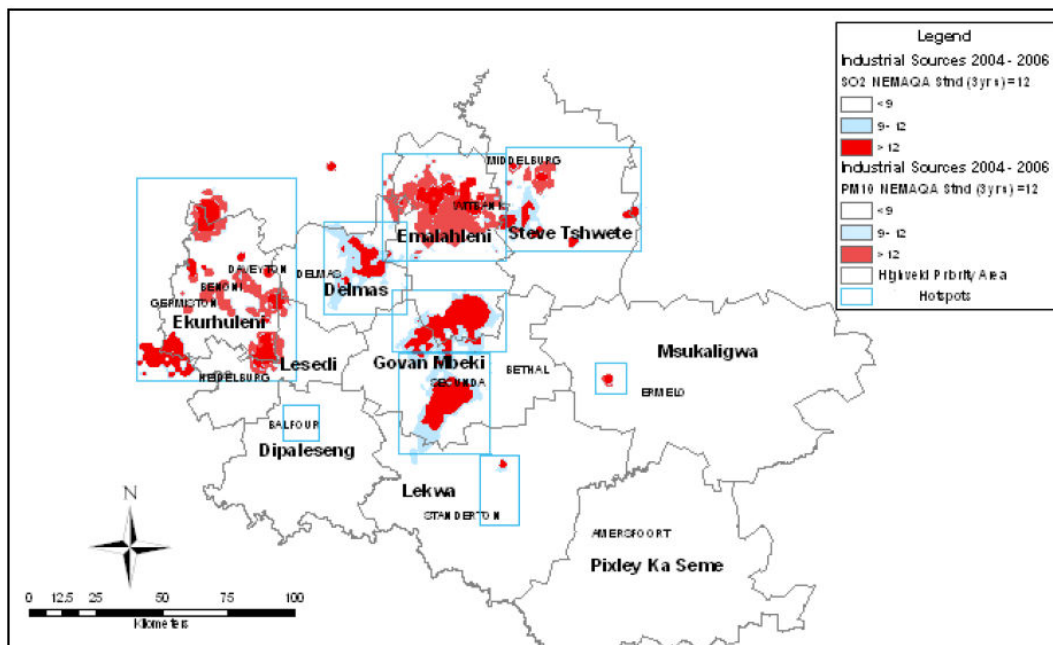 Legend
Industrial Sources 2004 - 2006
SO2 NEMAQA Stnd (3yrs) =12
<9
9 - 12
> 12
Industrial Sources 2004 - 2006
PM10 NEMAQA Stnd (3yrs) =12
<9
9 - 12
> 12
Highveld Priority Area
Hotspots
MIDDELBURG
WITBANK
Emalahleni
Steve Tshwete
DAVEYTON
DELMAS
BENONI
Delmas
GERMISTON
Ekurhuleni
Lesedi
HEIDELBURG
Govan Mbeki
BETHAL
SECUNDA
Msukaligwa
ERMELO
BALFOUR
Dipaleseng
Lekwa
STANDERTON
AMERSFOORT
Pixley Ka Seme
N
0 12.5 25 50 75 100
Kilometers